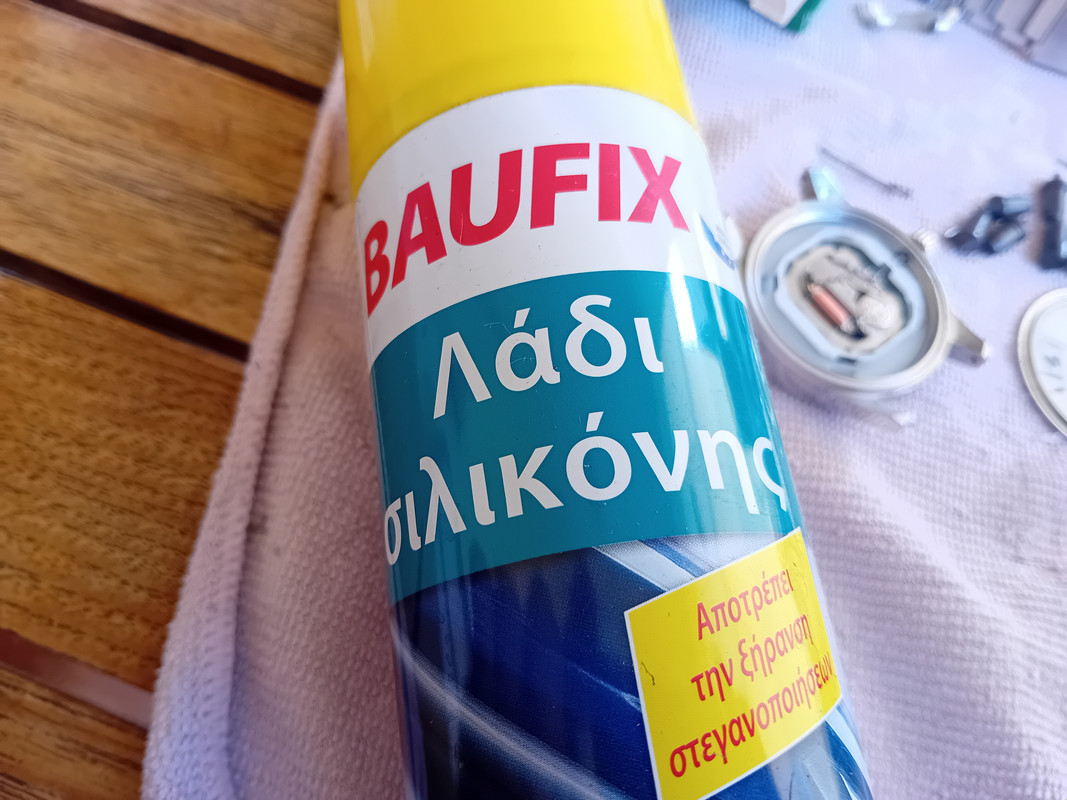 BAUFIX
Λάδι
σιλικόνης
Αποτρέπει
την ξήρανση
στεγανοποιήσεων